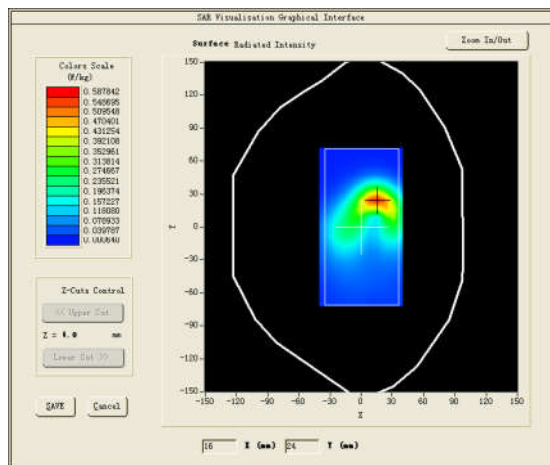 SAR Visualisation Graphical Interface
Surface Radiated Intensity
Zoom In/Out
Colors Scale
(W/kg)
0.587842
0.548695
0.509548
0.470401
0.431254
0.392108
0.352961
0.313814
0.274667
0.235521
0.196374
0.157227
0.118080
0.078933
0.039787
0.000640
Z-Cuts Control
<< Upper Cut
Z = 4.0 mm
Lower Cut >>
SAVE
Cancel
150
120
90
60
30
0
-30
-60
-90
-120
-150
Y
-150 -120 -90 -60 -30 0 30 60 90 120 150
X
16 X (mm) 24 Y (mm)